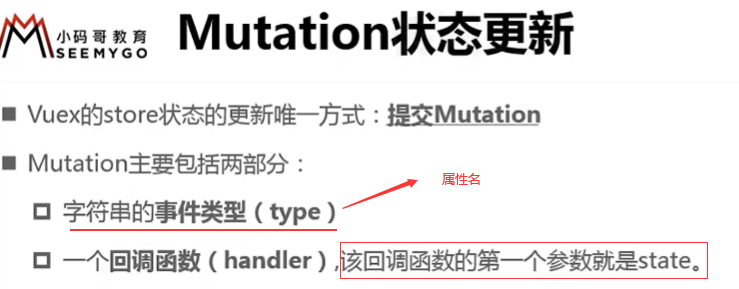 小码哥教育
SEEMYGO
Mutation状态更新
Vuex的store状态的更新唯一方式：提交Mutation
Mutation主要包括两部分：
属性名
字符串的事件类型（type）
一个回调函数（handler）,该回调函数的第一个参数就是state。